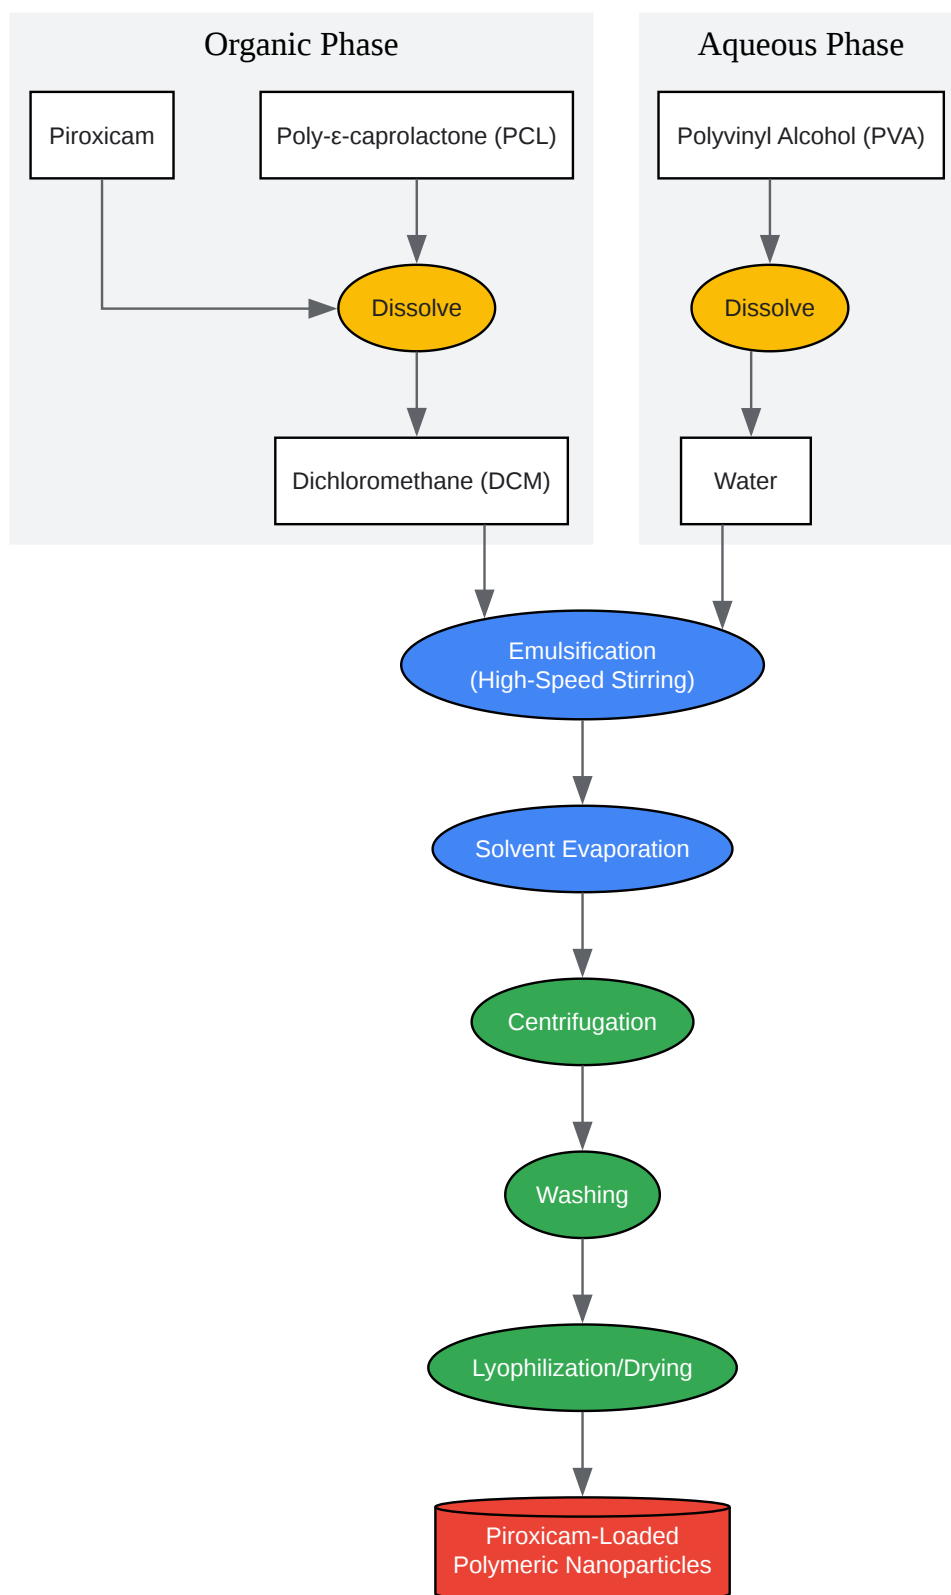 Organic Phase
Aqueous Phase
Piroxicam
Poly-ε-caprolactone (PCL)
Polyvinyl Alcohol (PVA)
Dissolve
Dissolve
Dichloromethane (DCM)
Water
Emulsification
(High-Speed Stirring)
Solvent Evaporation
Centrifugation
Washing
Lyophilization/Drying
Piroxicam-Loaded
Polymeric Nanoparticles